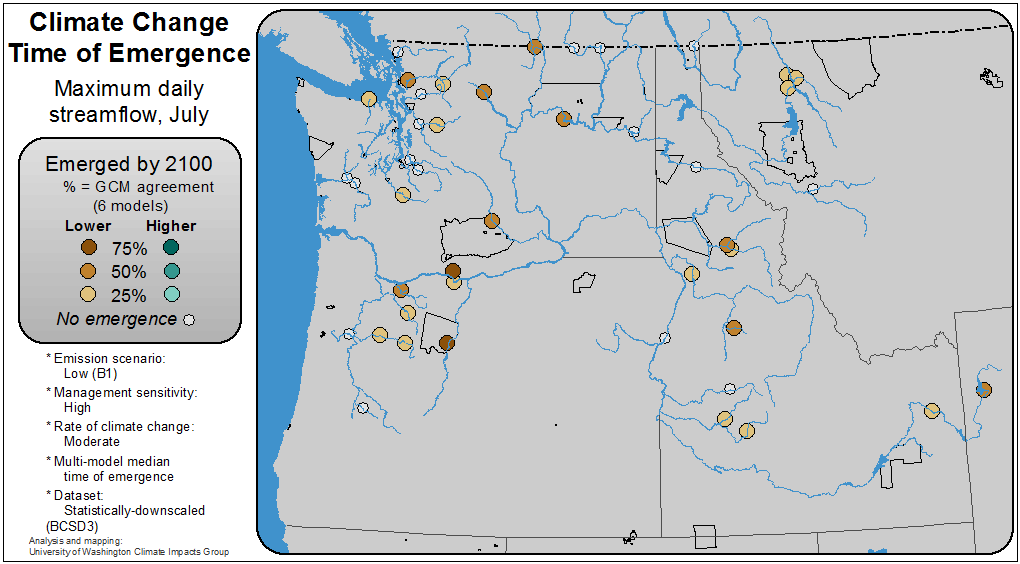 Climate Change
Time of Emergence
Maximum daily
streamflow, July
Emerged by 2100
% = GCM agreement
(6 models)
Lower Higher
75%
50%
25%
No emergence
* Emission scenario:
Low (B1)
* Management sensitivity:
High
* Rate of climate change:
Moderate
* Multi-model median
time of emergence
* Dataset:
Statistically-downscaled
(BCSD3)
Analysis and mapping:
University of Washington Climate Impacts Group